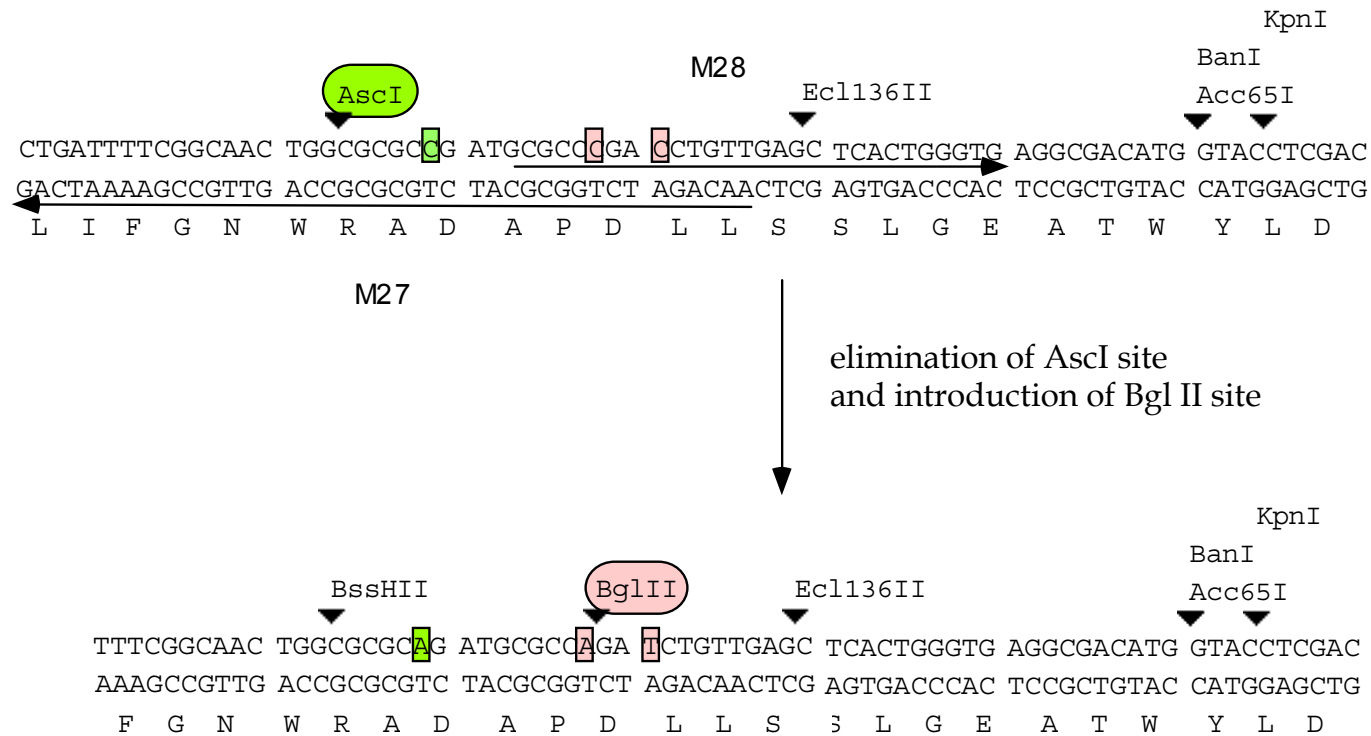 KpnI
M28
BanI
AscI
Ecl136II
Acc65I
CTGATTTTCGGCAAC TGGCGCGCCG ATGCGCCCGA CCTGTTGAGC TCACTGGGTG AGGCGACATG GTACCTCGAC
GACTAAAAGCCGTTG ACCGCGCGTC TACGCGGTCT AGACAACTCG AGTGACCCAC TCCGCTGTAC CATGGAGCTG
L I F G N W R A D A P D L L S S L G E A T W Y L D
M27
elimination of AscI site
and introduction of Bgl II site
KpnI
BanI
BssHII
BglII
Ecl136II
Acc65I
TTTCGGCAAC TGGCGCGCAG ATGCGCCAGA TCTGTTGAGC TCACTGGGTG AGGCGACATG GTACCTCGAC
AAAGCCGTTG ACCGCGCGTC TACGCGGTCT AGACAACTCG AGTGACCCAC TCCGCTGTAC CATGGAGCTG
F G N W R A D A P D L L S S L G E A T W Y L D